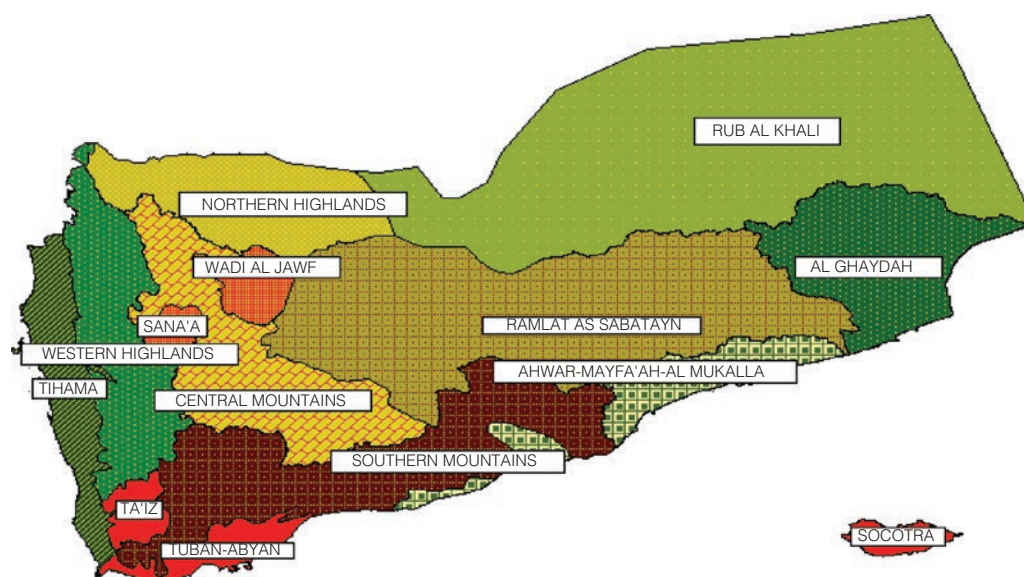 RUB AL KHALI
NORTHERN HIGHLANDS
WADI AL JAWF
AL GHAYDAH
SANA'A
RAMLAT AS SABATAYN
WESTERN HIGHLANDS
AHWAR-MAYFA'AH-AL MUKALLA
TIHAMA
CENTRAL MOUNTAINS
SOUTHERN MOUNTAINS
TA'IZ
TUBAN-ABYAN
SOCOTRA